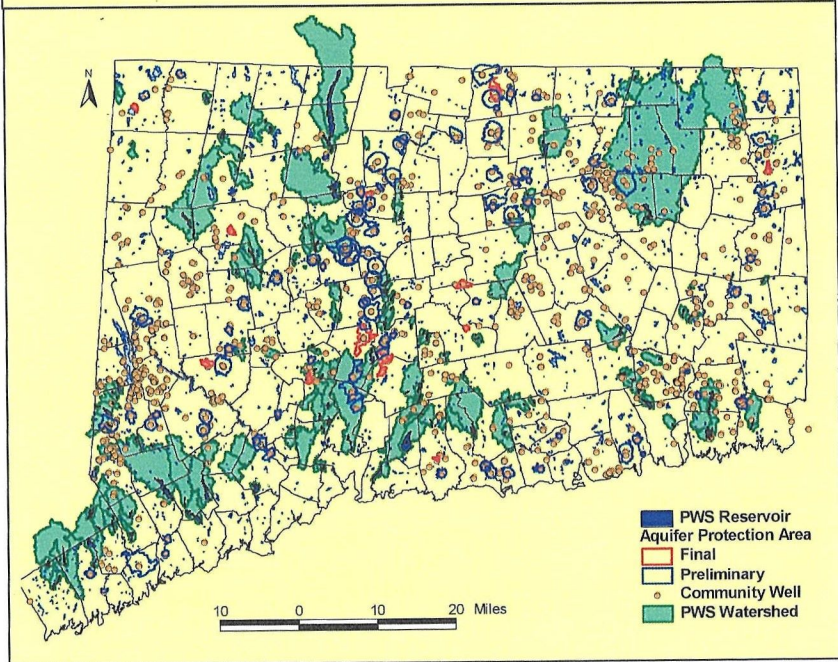 N
PWS Reservoir
Aquifer Protection Area
Final
Preliminary
Community Well
PWS Watershed
10 0 10 20 Miles